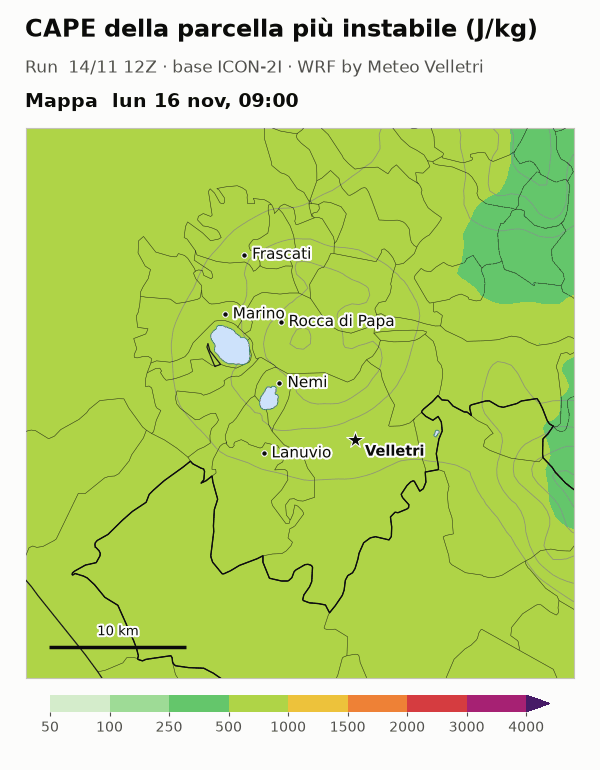 CAPE della parcella più instabile (J/kg)
Run  14/11 12Z · base ICON-2I · WRF by Meteo Velletri
Mappa  lun 16 nov, 09:00
Frascati
Marino
Rocca di Papa
Nemi
Velletri
Lanuvio
10 km
50 100 250 500 1000 1500 2000 3000 4000